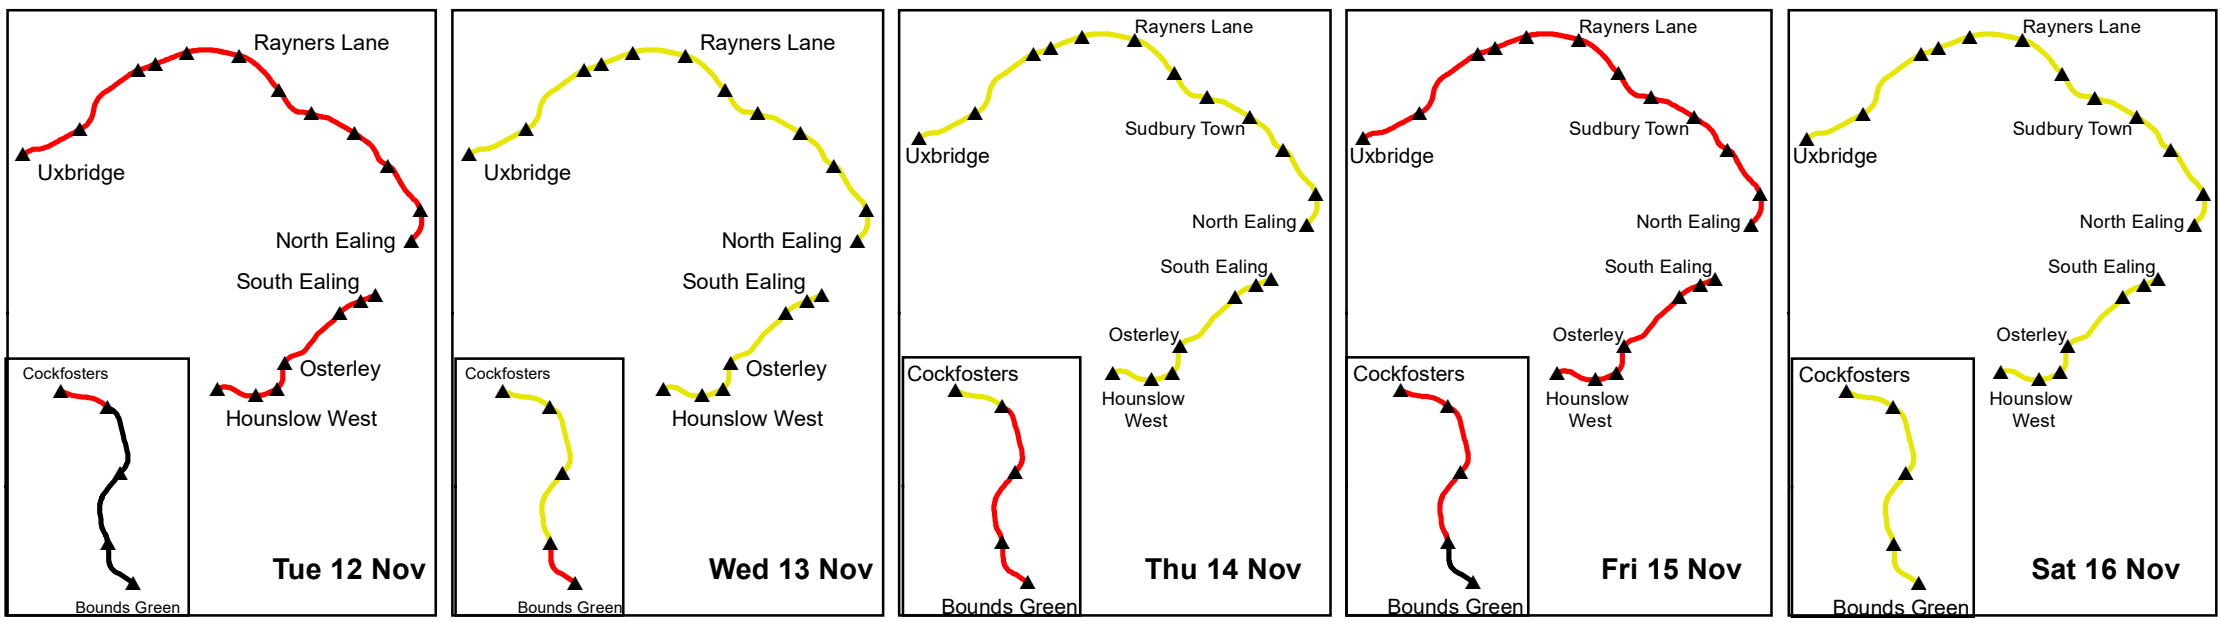 Rayners Lane
Uxbridge
North Ealing
South Ealing
Osterley
Hounslow West
Cockfosters
Bounds Green
Tue 12 Nov
Rayners Lane
Uxbridge
North Ealing
South Ealing
Osterley
Hounslow West
Cockfosters
Bounds Green
Wed 13 Nov
Rayners Lane
Sudbury Town
Uxbridge
North Ealing
South Ealing
Osterley
Hounslow
West
Cockfosters
Bounds Green
Thu 14 Nov
Rayners Lane
Sudbury Town
Uxbridge
North Ealing
South Ealing
Osterley
Hounslow
West
Cockfosters
Bounds Green
Fri 15 Nov
Rayners Lane
Sudbury Town
Uxbridge
North Ealing
South Ealing
Osterley
Hounslow
West
Cockfosters
Bounds Green
Sat 16 Nov